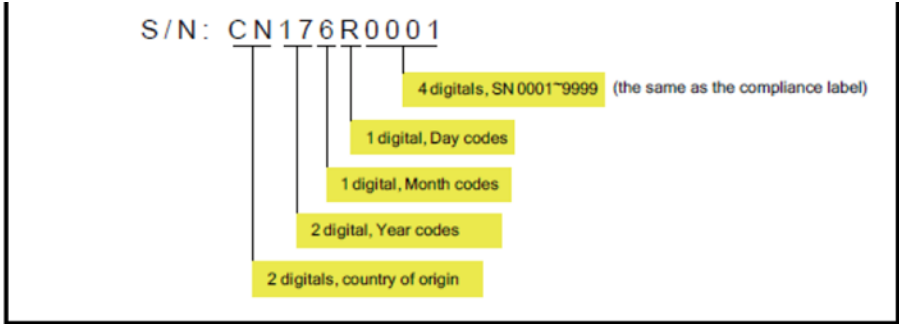 S/N: CN176R0001
4 digitals, SN 0001~9999 (the same as the compliance label)
1 digital, Day codes
1 digital, Month codes
2 digital, Year codes
2 digitals, country of origin